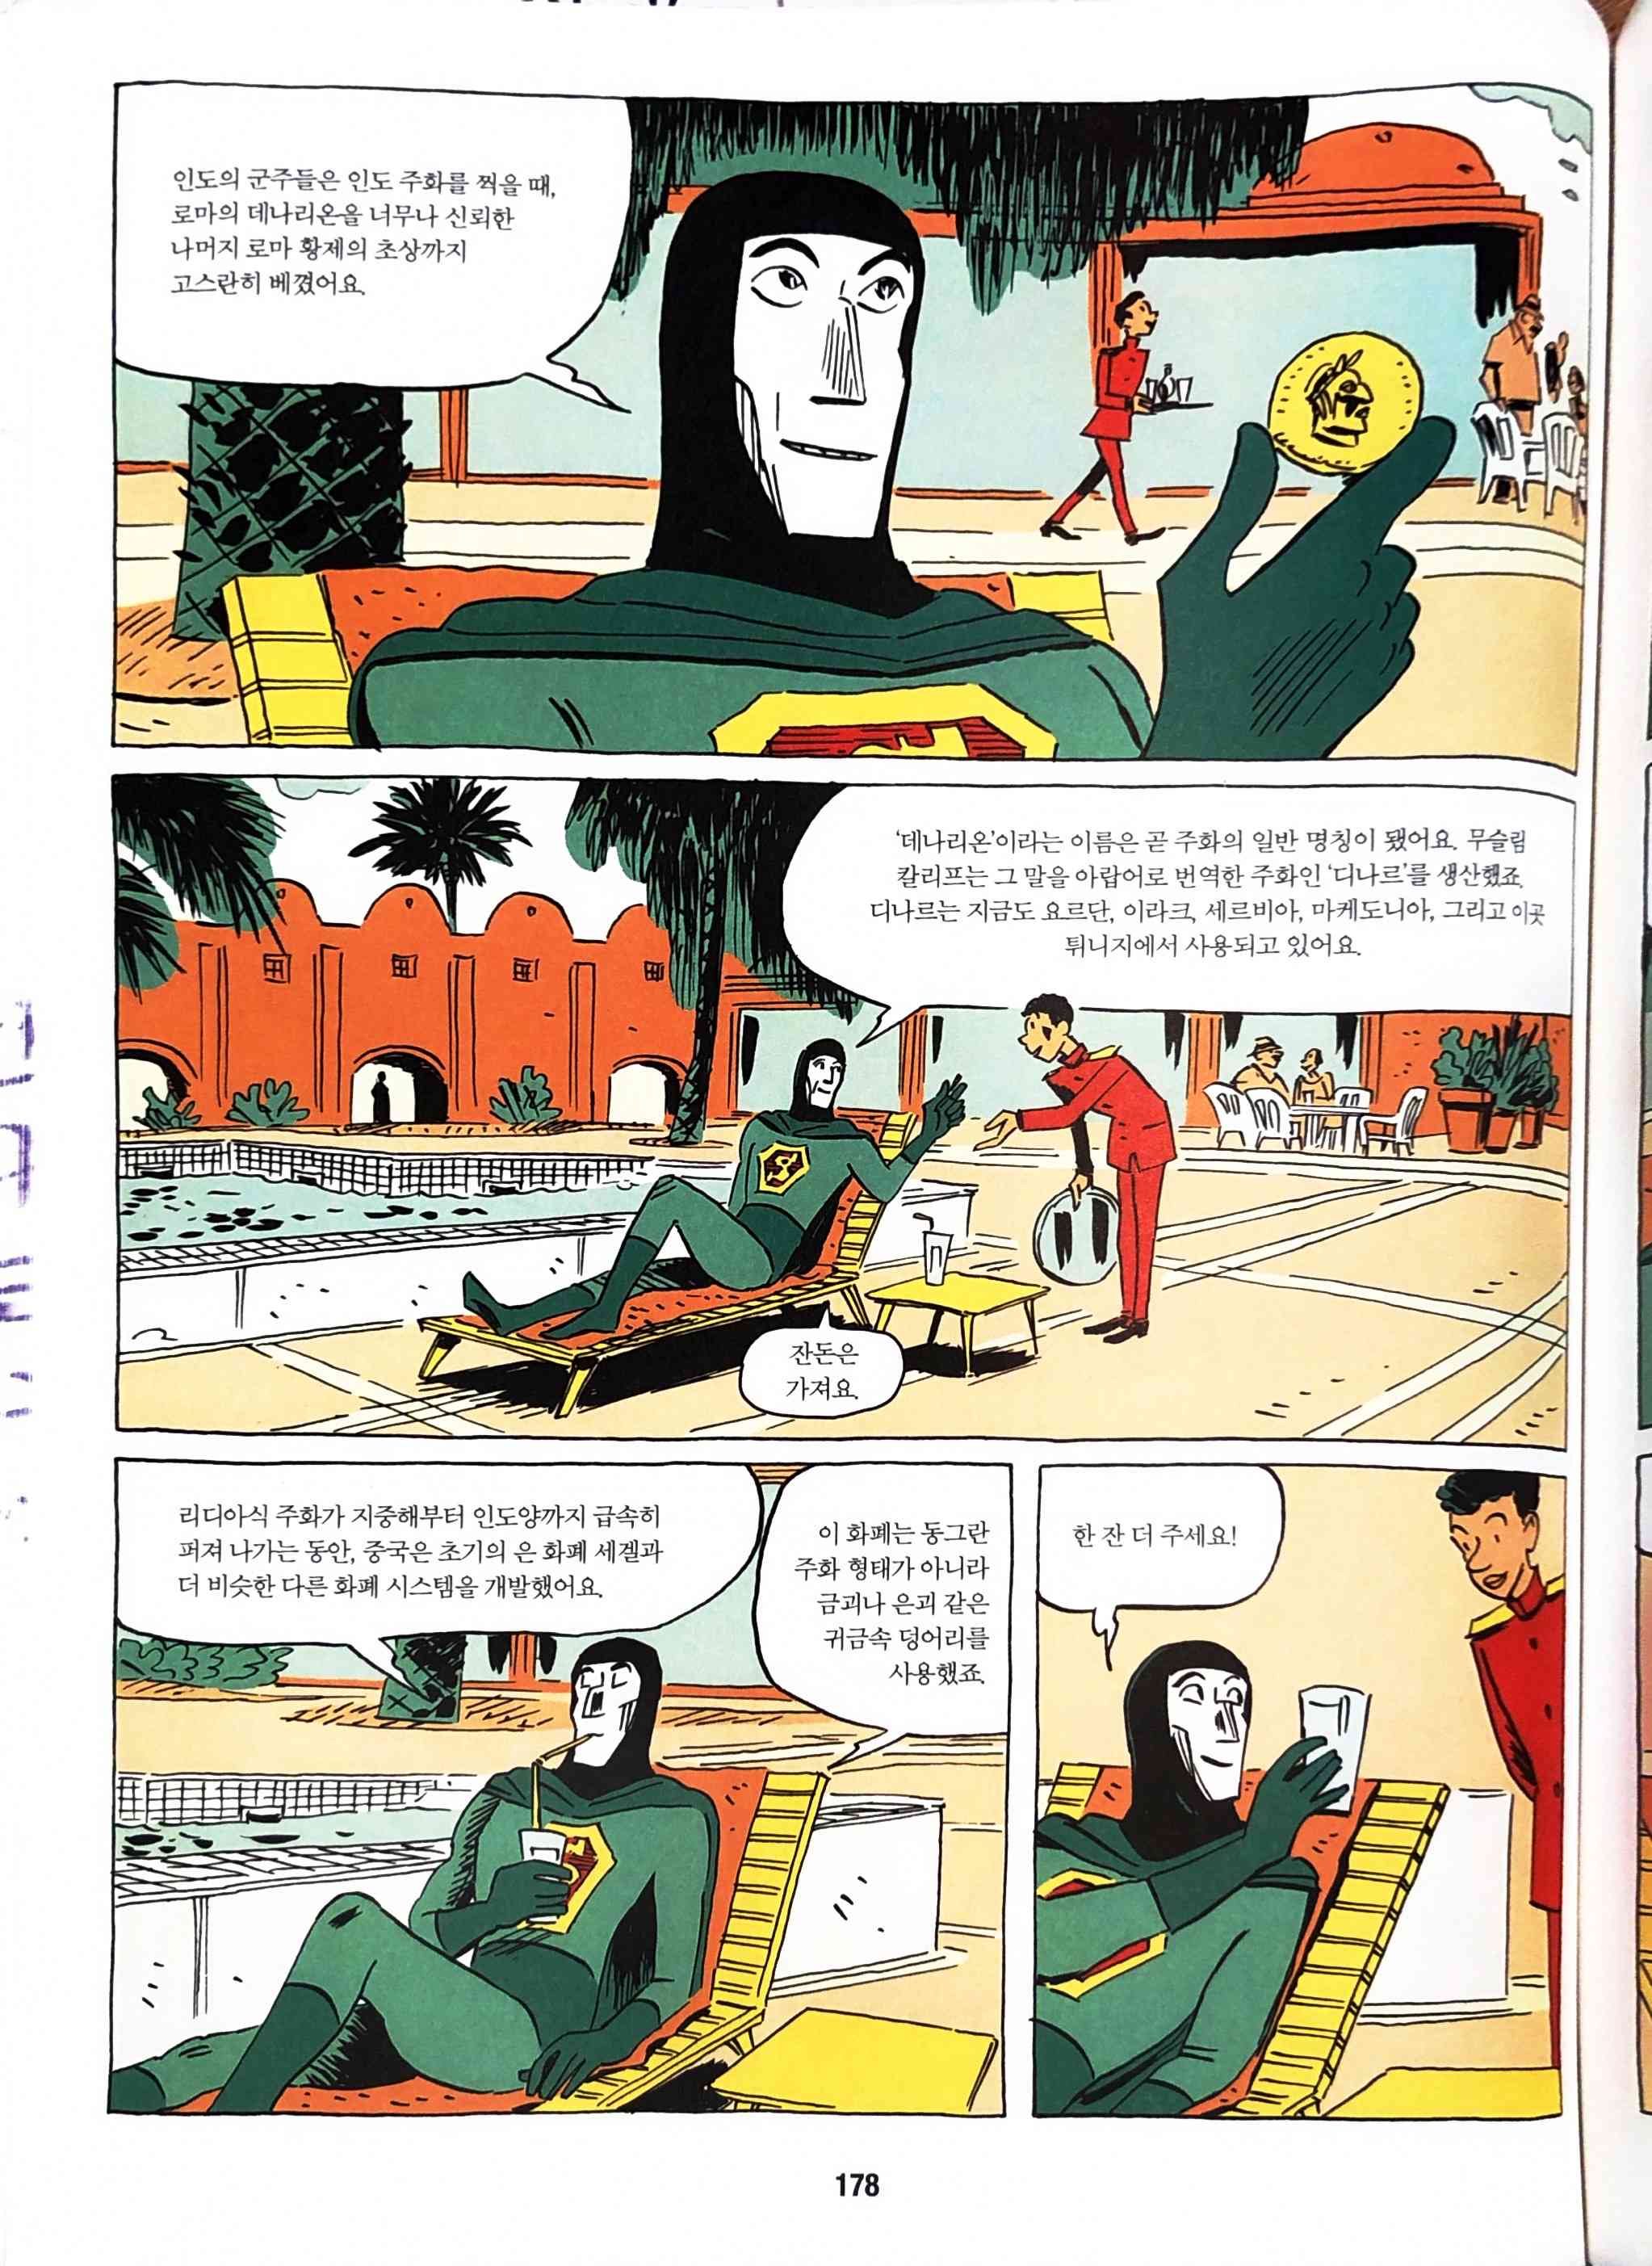 인도의 군주들은 인도 주화를 찍을 때,
로마의 데나리온을 너무나 신뢰한
나머지 로마 황제의 초상까지
고스란히 베꼈어요.
‘데나리온’이라는 이름은 곧 주화의 일반 명칭이 됐어요. 무슬림
칼리프는 그 말을 아랍어로 번역한 주화인 ‘디나르’를 생산했죠.
디나르는 지금도 요르단, 이라크, 세르비아, 마케도니아, 그리고 이곳
튀니지에서 사용되고 있어요.
잔돈은
가져요.
리디아식 주화가 지중해부터 인도양까지 급속히
퍼져 나가는 동안, 중국은 초기의 은 화폐 세겔과
더 비슷한 다른 화폐 시스템을 개발했어요.
이 화폐는 동그란
주화 형태가 아니라
금괴나 은괴 같은
귀금속 덩어리를
사용했죠.
한 잔 더 주세요!
178